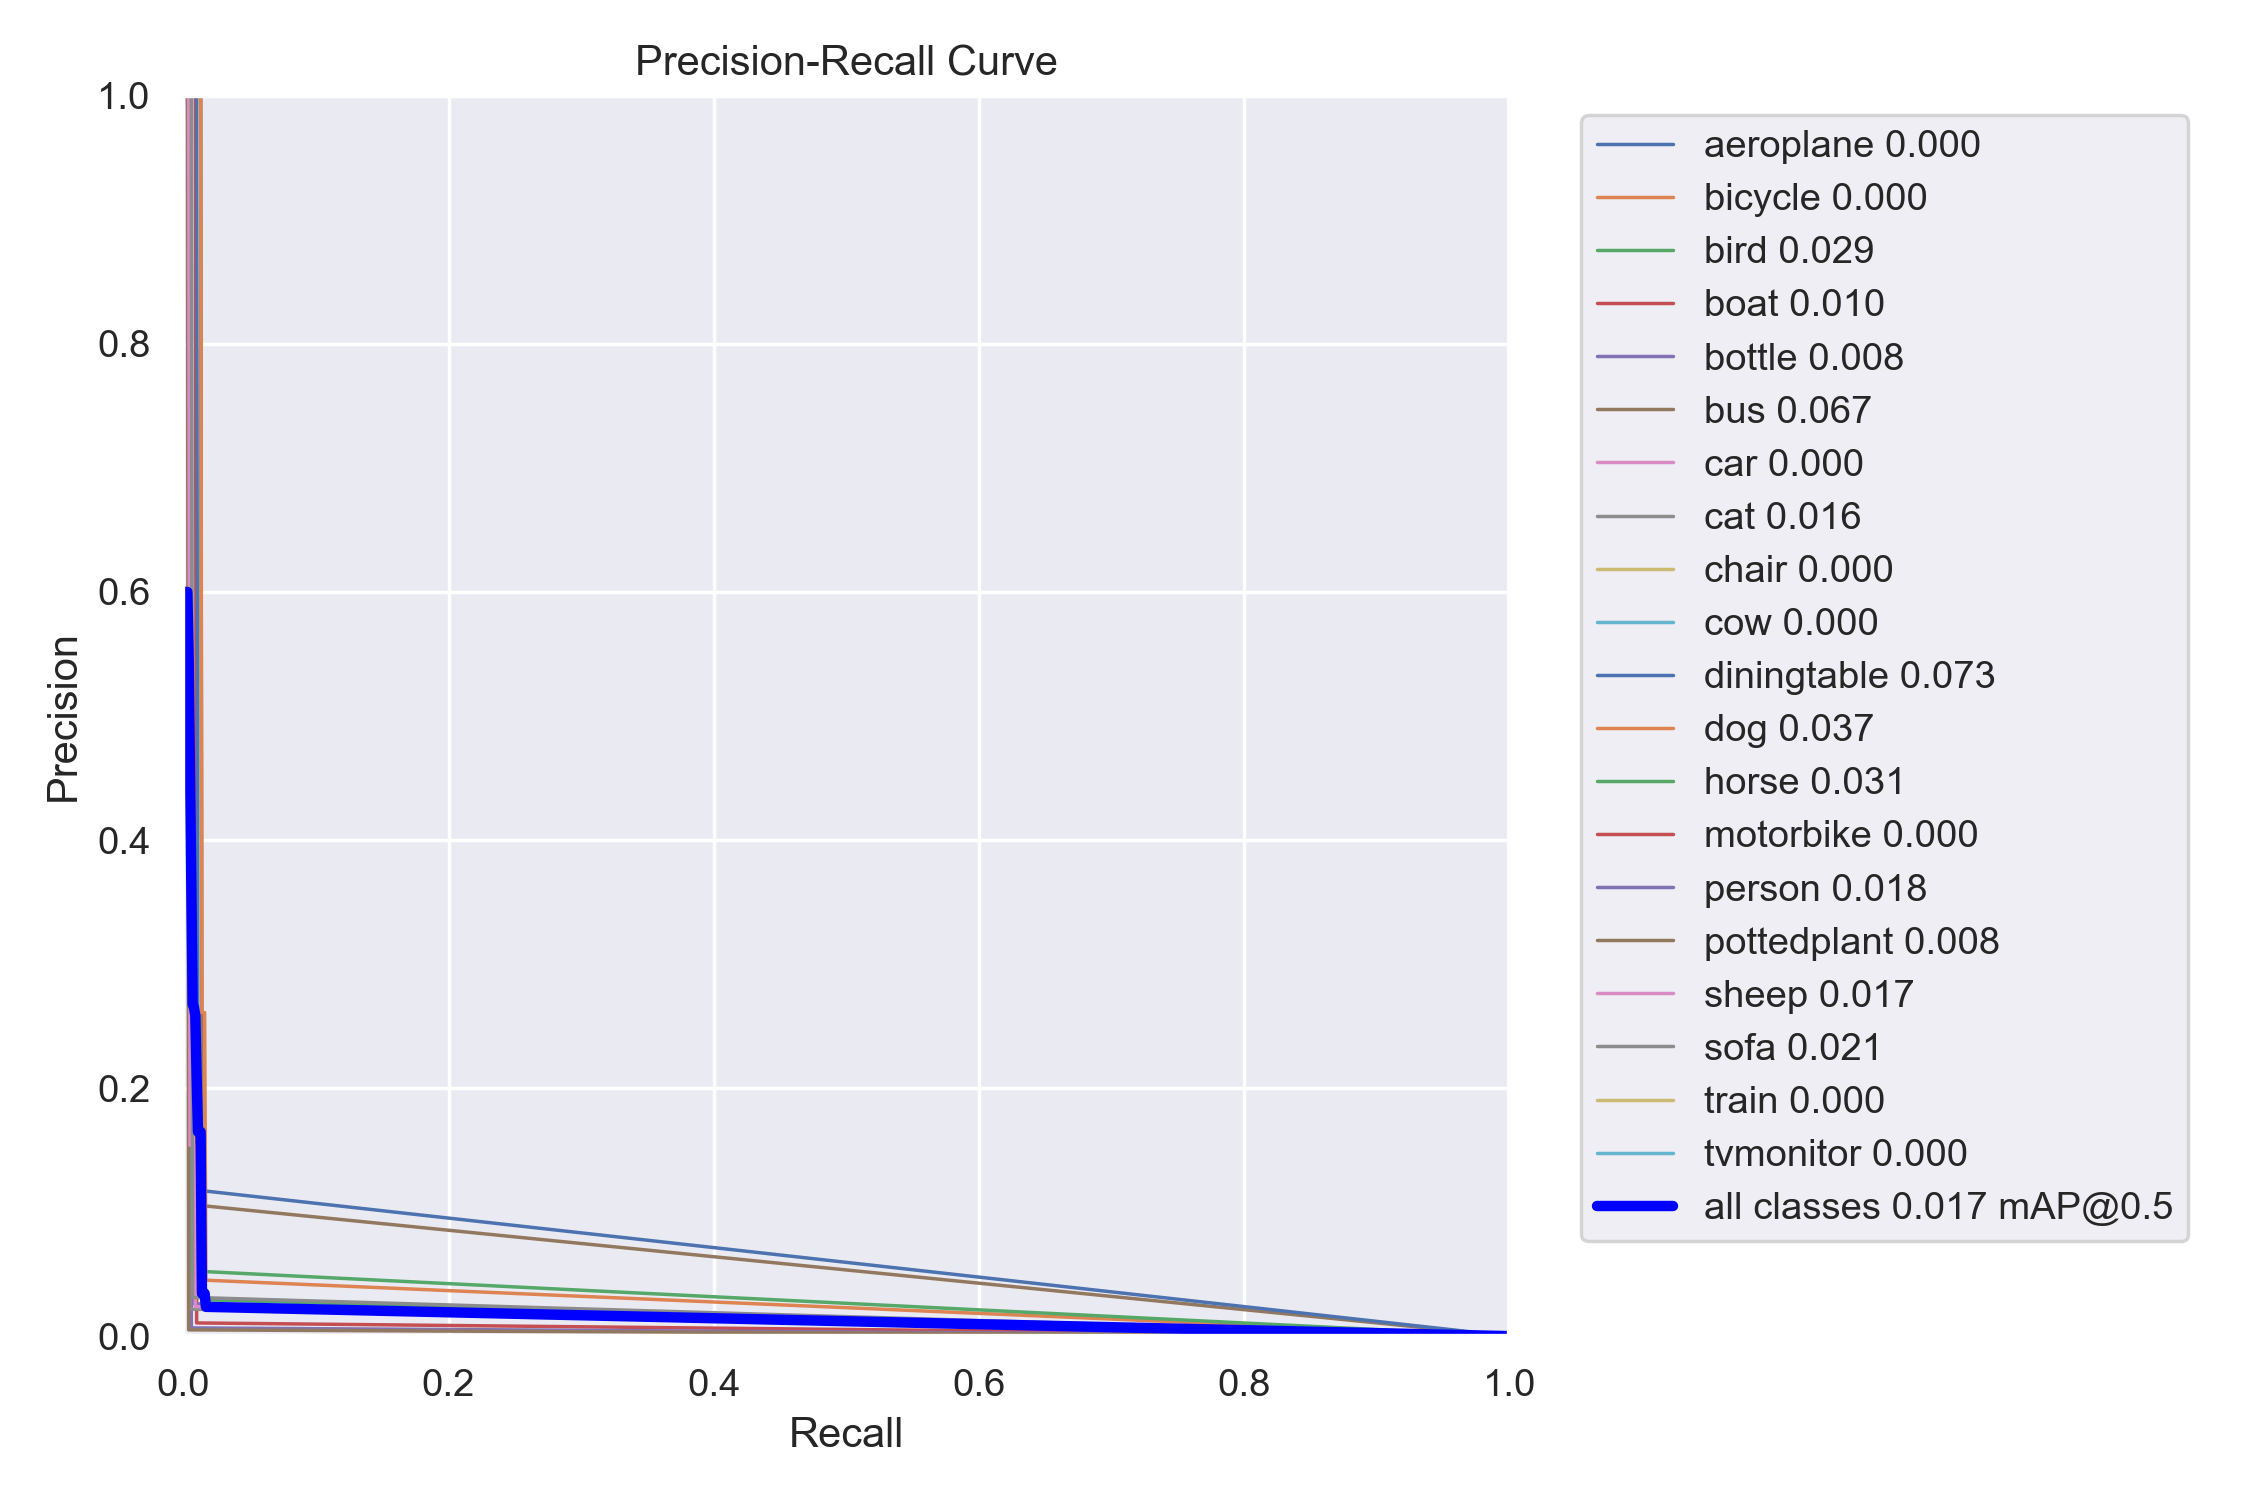 Precision-Recall Curve
1.0
0.8
0.6
0.4
0.2
0.0
Precision
0.0 0.2 0.4 0.6 0.8 1.0
Recall
aeroplane 0.000
bicycle 0.000
bird 0.029
boat 0.010
bottle 0.008
bus 0.067
car 0.000
cat 0.016
chair 0.000
cow 0.000
diningtable 0.073
dog 0.037
horse 0.031
motorbike 0.000
person 0.018
pottedplant 0.008
sheep 0.017
sofa 0.021
train 0.000
tvmonitor 0.000
all classes 0.017 mAP@0.5